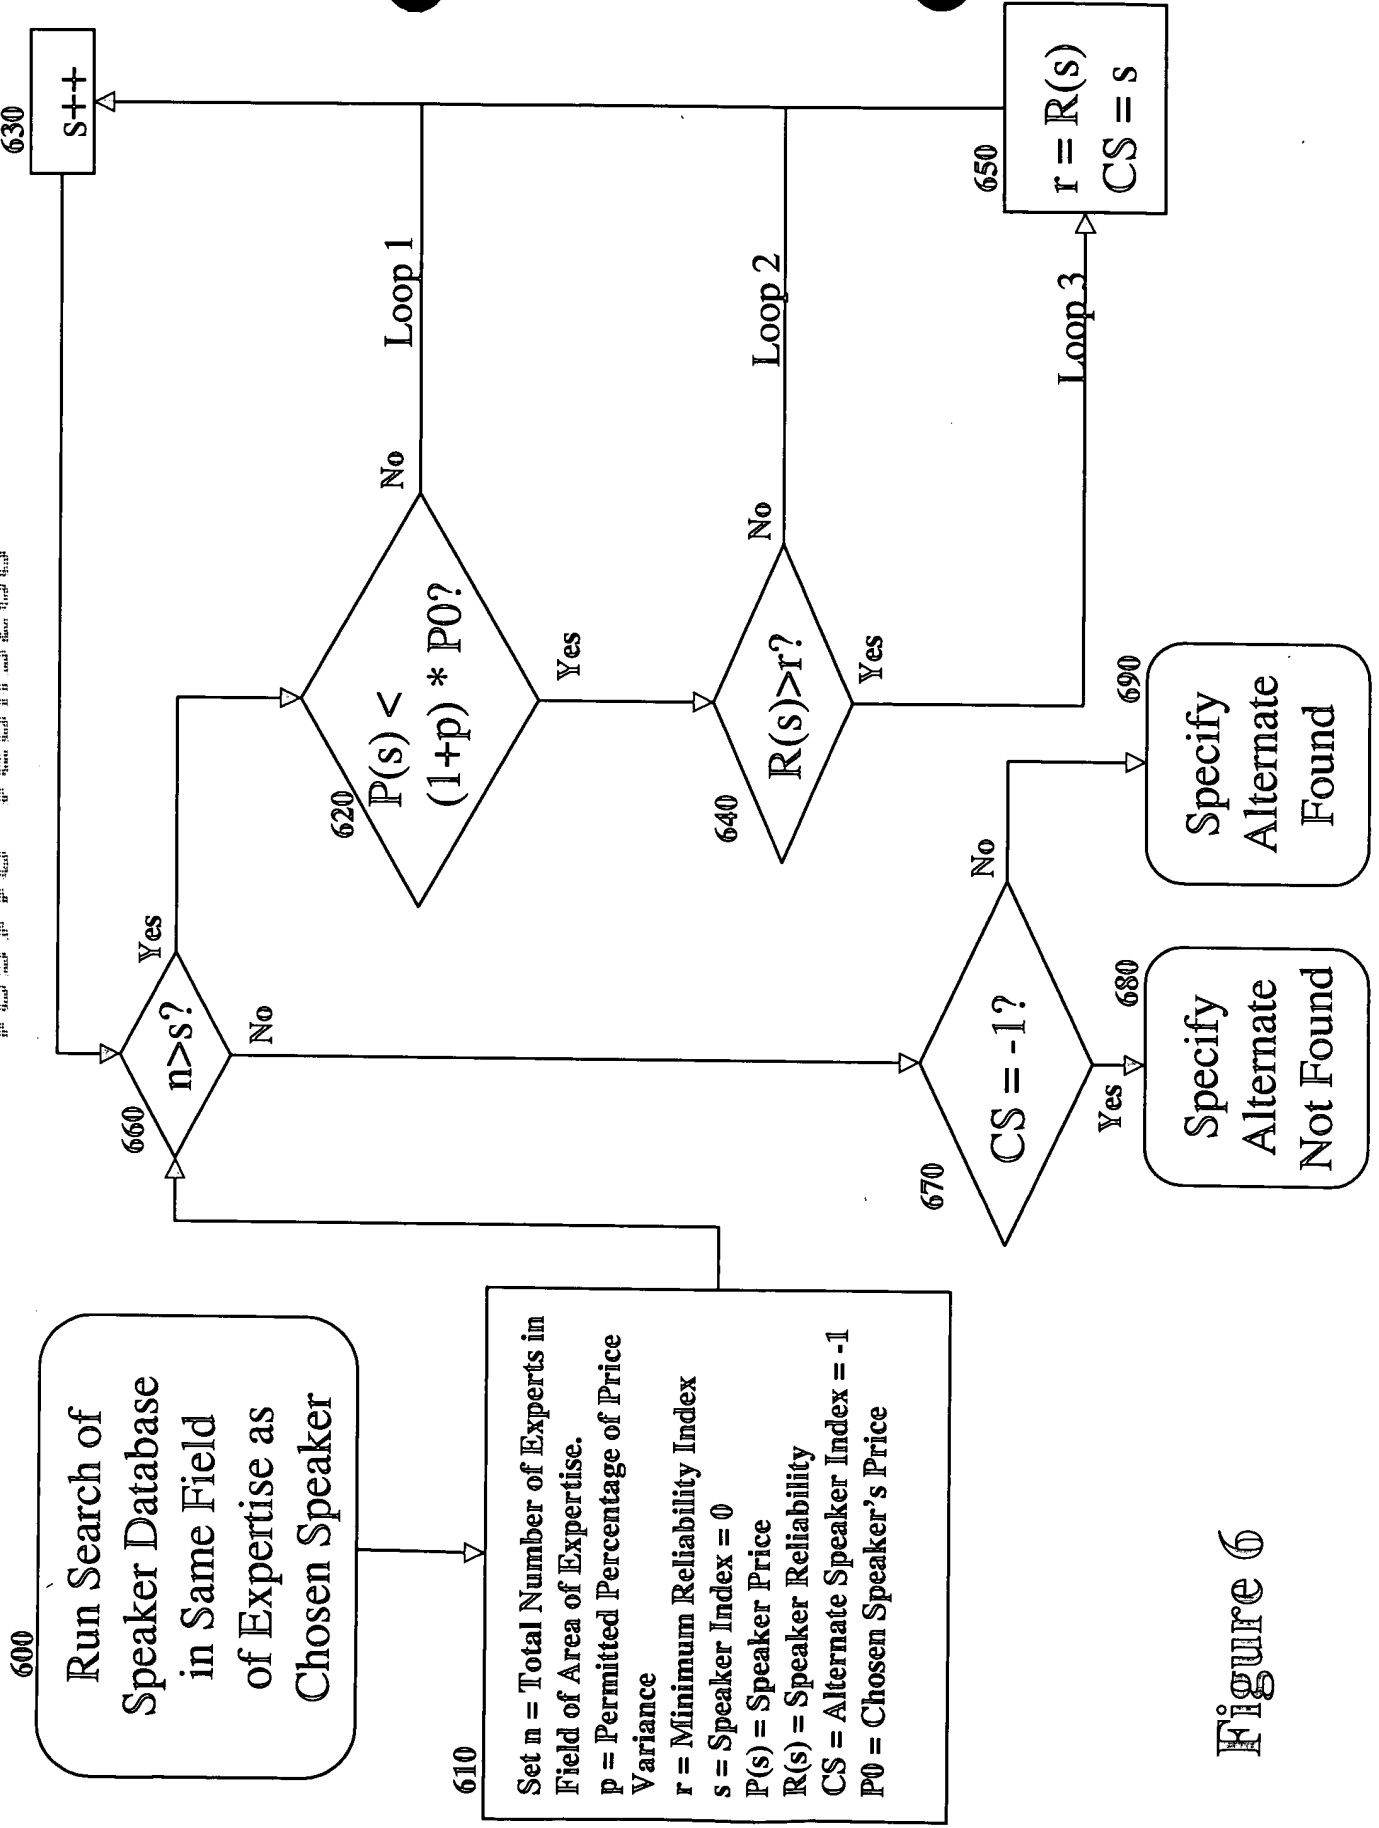 600
Run Search of
Speaker Database
in Same Field
of Expertise as
Chosen Speaker
610
Set n = Total Number of Experts in
Field of Area of Expertise.
p = Permitted Percentage of Price
Variance
r = Minimum Reliability Index
s = Speaker Index = 0
P(s) = Speaker Price
R(s) = Speaker Reliability
CS = Alternate Speaker Index = -1
P0 = Chosen Speaker's Price
660
n>s?
Yes
No
630
s++
620
P(s) <
(1+p) * P0?
No
Loop 1
Yes
640
R(s)>r?
No
Loop 2
Yes
Loop 3
650
r = R(s)
CS = s
670
CS = -1?
No
Yes
680
Specify
Alternate
Not Found
690
Specify
Alternate
Found
Figure 6